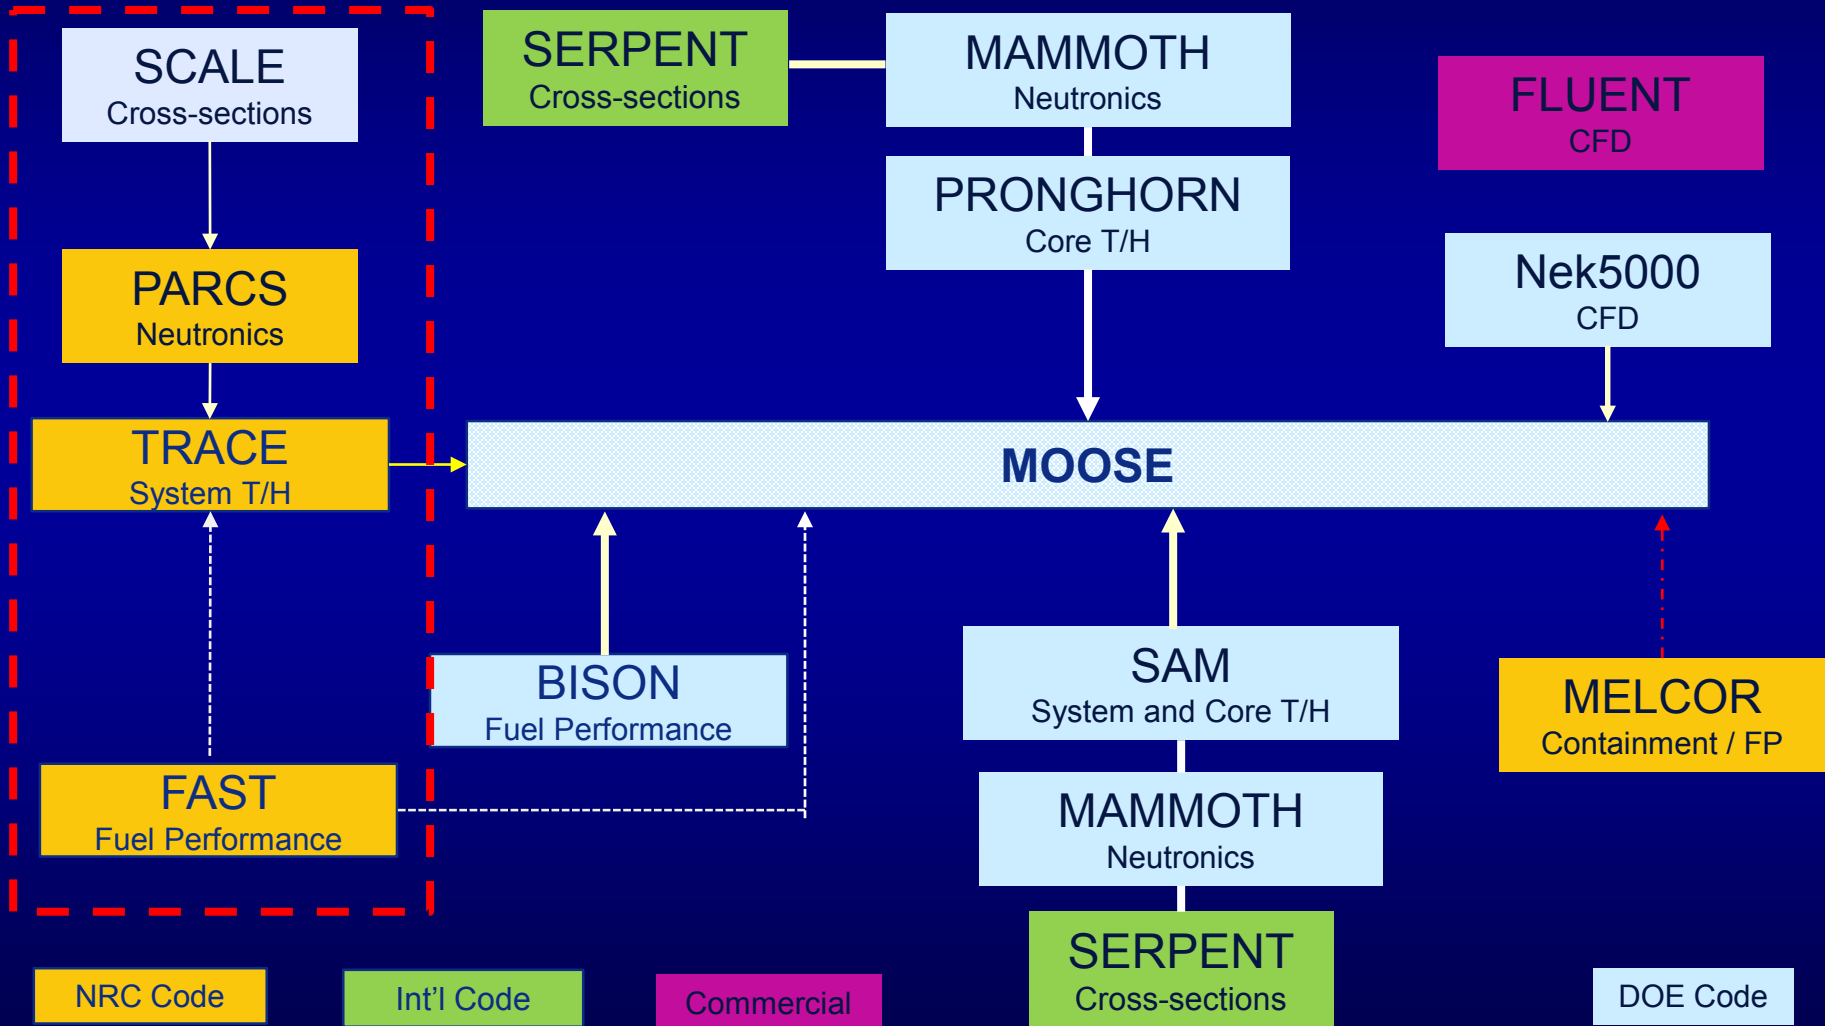 SCALE
Cross-sections
SERPENT
Cross-sections
MAMMOTH
Neutronics
FLUENT
CFD
PRONGHORN
Core T/H
PARCS
Neutronics
Nek5000
CFD
TRACE
System T/H
MOOSE
BISON
Fuel Performance
SAM
System and Core T/H
MELCOR
Containment / FP
FAST
Fuel Performance
MAMMOTH
Neutronics
SERPENT
Cross-sections
NRC Code
Int'l Code
Commercial
DOE Code